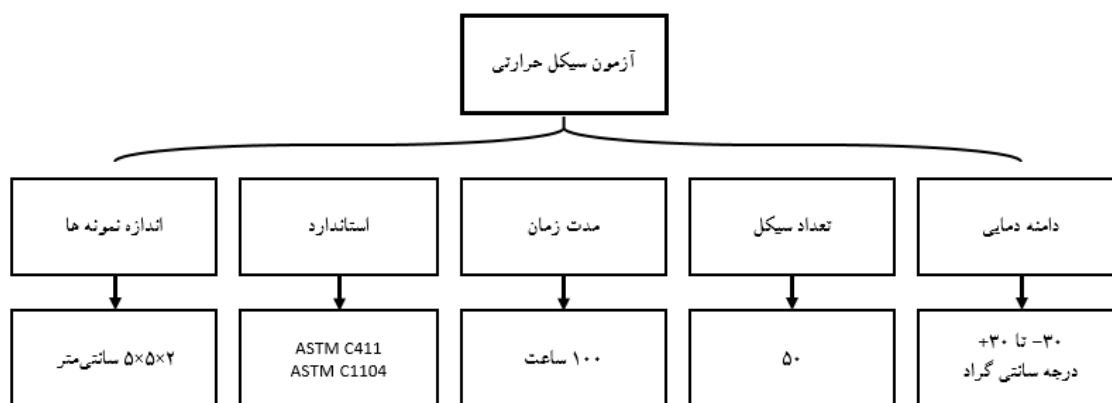 آزمون سیکل حرارتی
دامنه دمایی
تعداد سیکل
مدت زمان
استاندارد
اندازه نمونه ها
۳۰- تا ۳۰+
درجه سانتی گراد
۵۰
۱۰۰ ساعت
ASTM C411
ASTM C1104
۵×۵×۲ سانتی‌متر